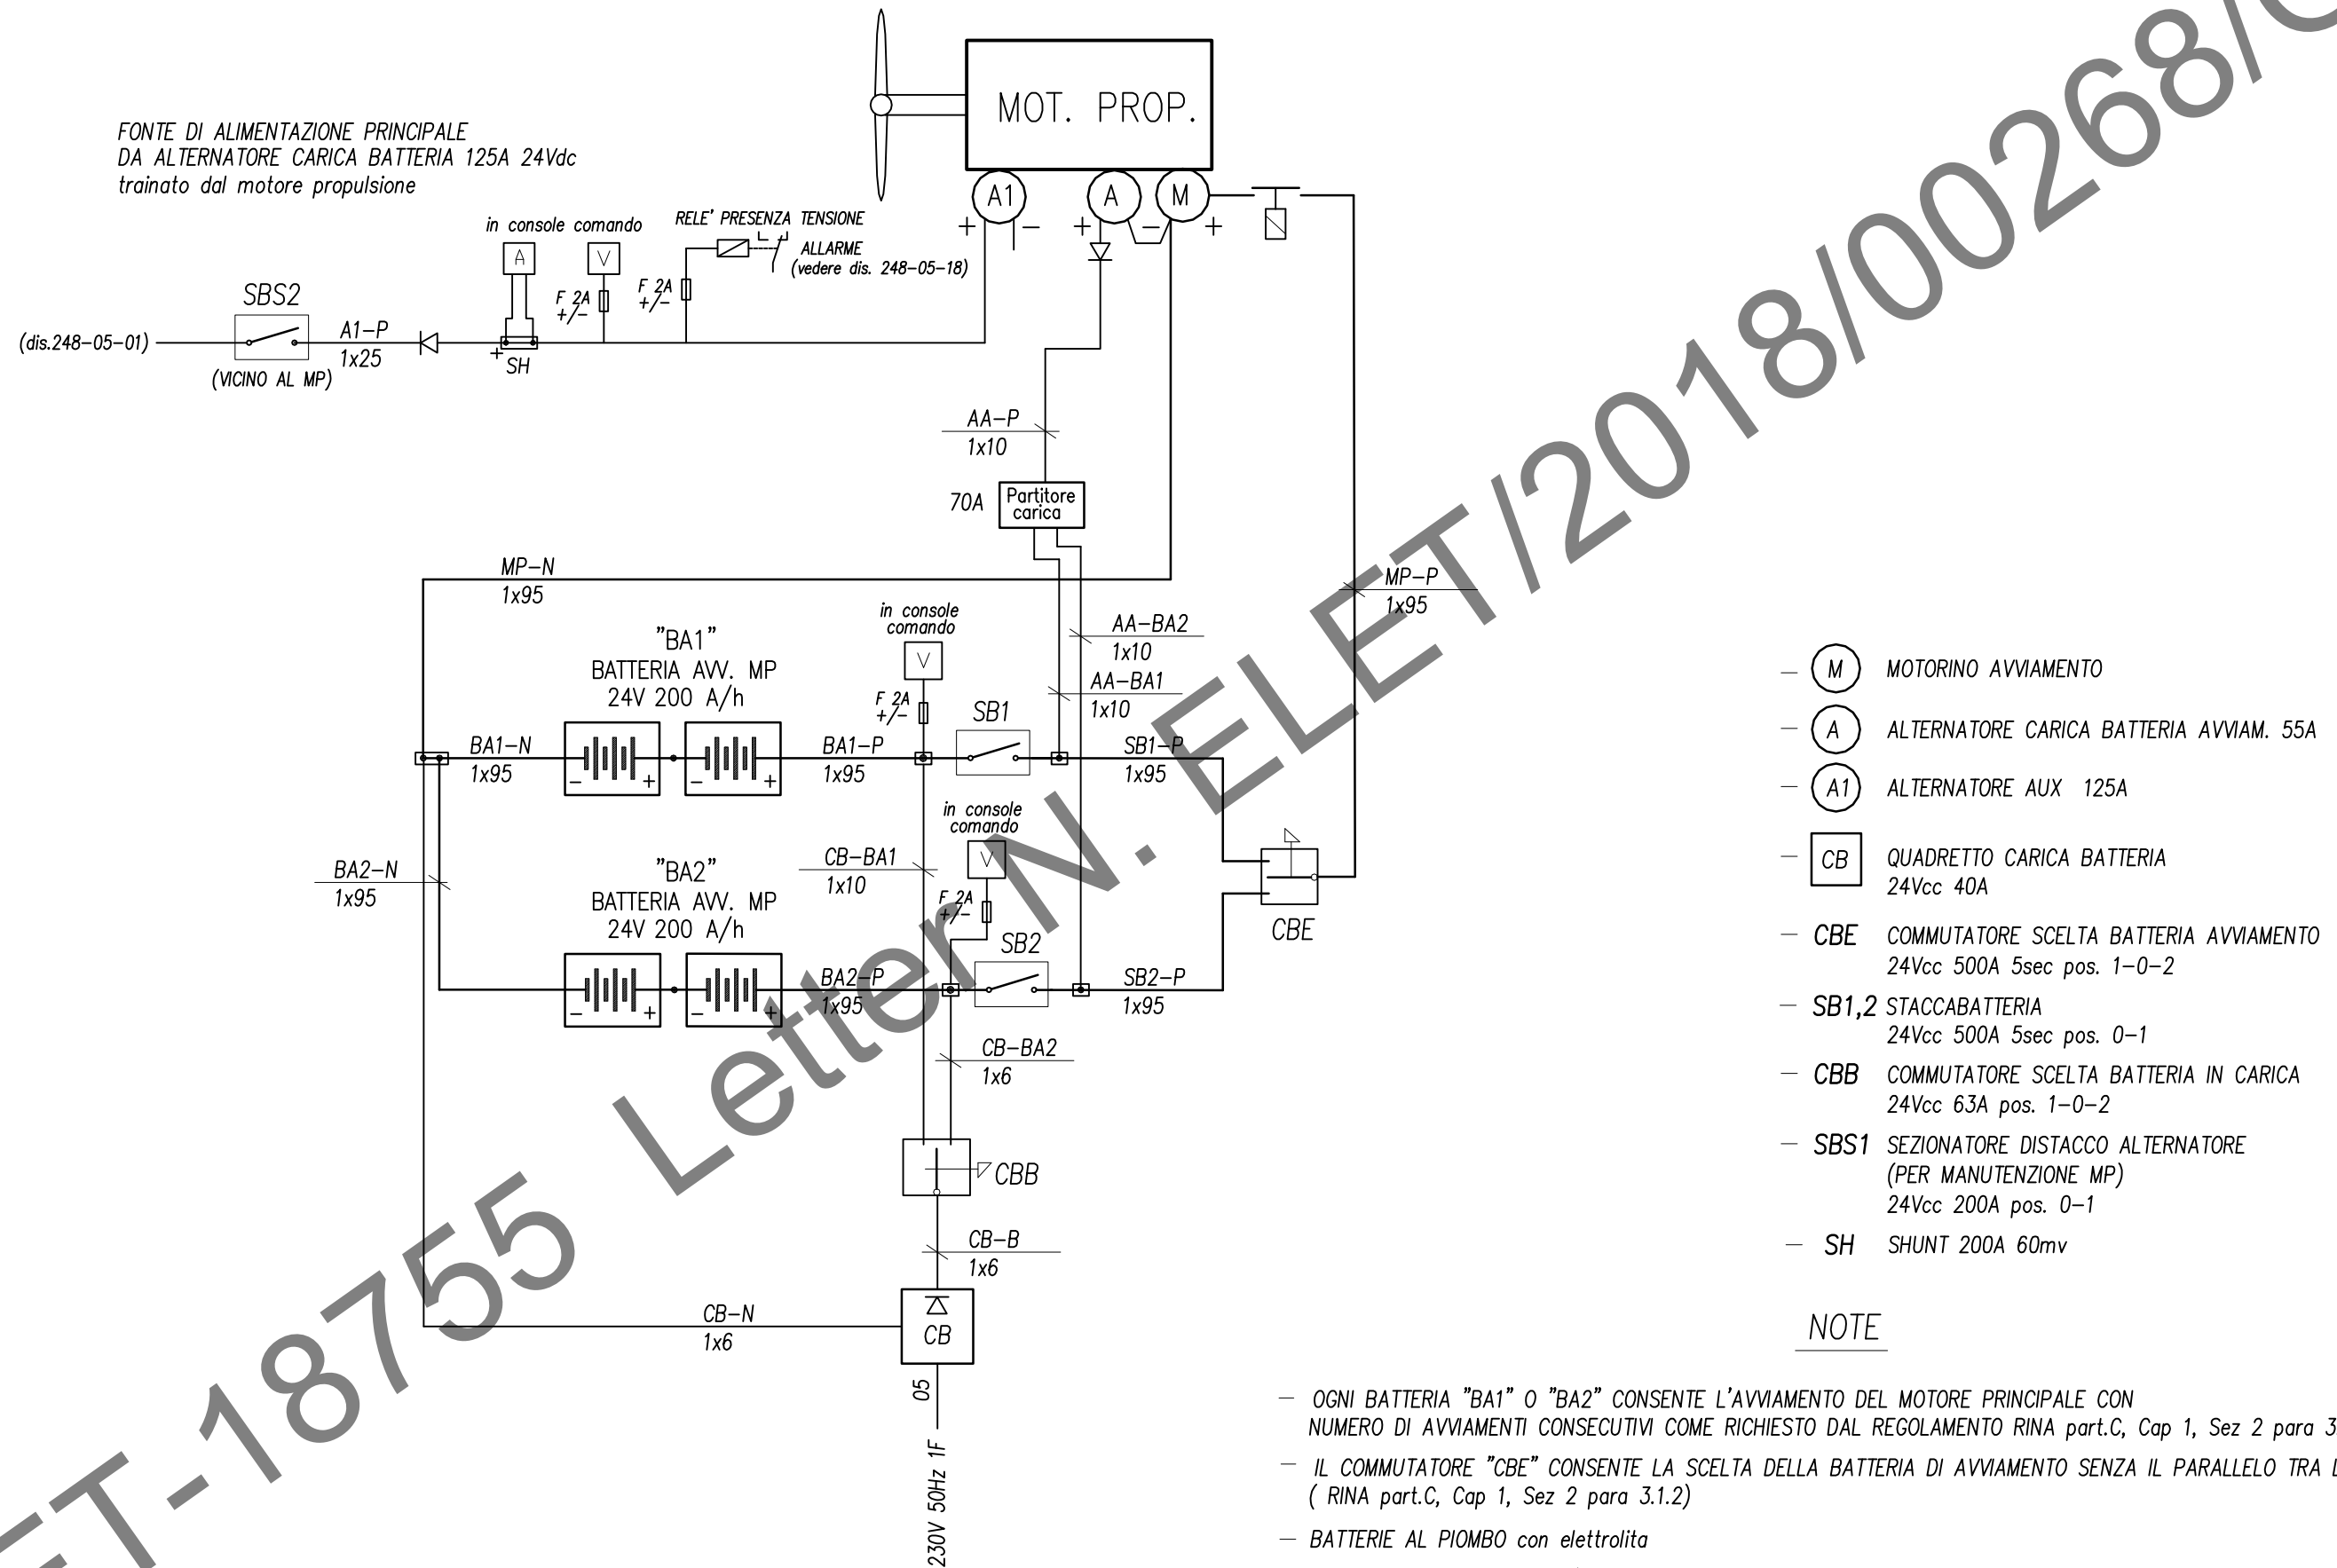 MOT. PROP.
FONTE DI ALIMENTAZIONE PRINCIPALE
DA ALTERNATORE CARICA BATTERIA 125A 24Vdc
trainato dal motore propulsione
A1
A
M
+
−
+
−
+
in console comando
A
V
RELE' PRESENZA TENSIONE
ALLARME
(vedere dis. 248-05-18)
F 2A
+/-
F 2A
+/-
SBS2
(dis.248-05-01)
A1-P
1x25
(VICINO AL MP)
+
SH
AA-P
1x10
70A
Partitore
carica
MP-N
1x95
MP-P
1x95
in console
comando
V
F 2A
+/-
AA-BA2
1x10
AA-BA1
1x10
"BA1"
BATTERIA AVV. MP
24V 200 A/h
SB1
BA1-N
1x95
−
+
−
+
BA1-P
1x95
SB1-P
1x95
in console
comando
V
F 2A
+/-
BA2-N
1x95
CB-BA1
1x10
"BA2"
BATTERIA AVV. MP
24V 200 A/h
CBE
SB2
−
+
−
+
BA2-P
1x95
SB2-P
1x95
CB-BA2
1x6
CBB
CB-B
1x6
CB-N
1x6
CB
05
230V 50Hz 1F
— M MOTORINO AVVIAMENTO
— A ALTERNATORE CARICA BATTERIA AVVIAM. 55A
— A1 ALTERNATORE AUX 125A
— CB QUADRETTO CARICA BATTERIA
24Vcc 40A
— CBE COMMUTATORE SCELTA BATTERIA AVVIAMENTO
24Vcc 500A 5sec pos. 1-0-2
— SB1,2 STACCABATTERIA
24Vcc 500A 5sec pos. 0-1
— CBB COMMUTATORE SCELTA BATTERIA IN CARICA
24Vcc 63A pos. 1-0-2
— SBS1 SEZIONATORE DISTACCO ALTERNATORE
(PER MANUTENZIONE MP)
24Vcc 200A pos. 0-1
— SH SHUNT 200A 60mv
NOTE
— OGNI BATTERIA "BA1" O "BA2" CONSENTE L'AVVIAMENTO DEL MOTORE PRINCIPALE CON
NUMERO DI AVVIAMENTI CONSECUTIVI COME RICHIESTO DAL REGOLAMENTO RINA part.C, Cap 1, Sez 2 para 3.
— IL COMMUTATORE "CBE" CONSENTE LA SCELTA DELLA BATTERIA DI AVVIAMENTO SENZA IL PARALLELO TRA
( RINA part.C, Cap 1, Sez 2 para 3.1.2)
— BATTERIE AL PIOMBO con elettrolita
ET-18755 Letter N. ELET/2018/00268/